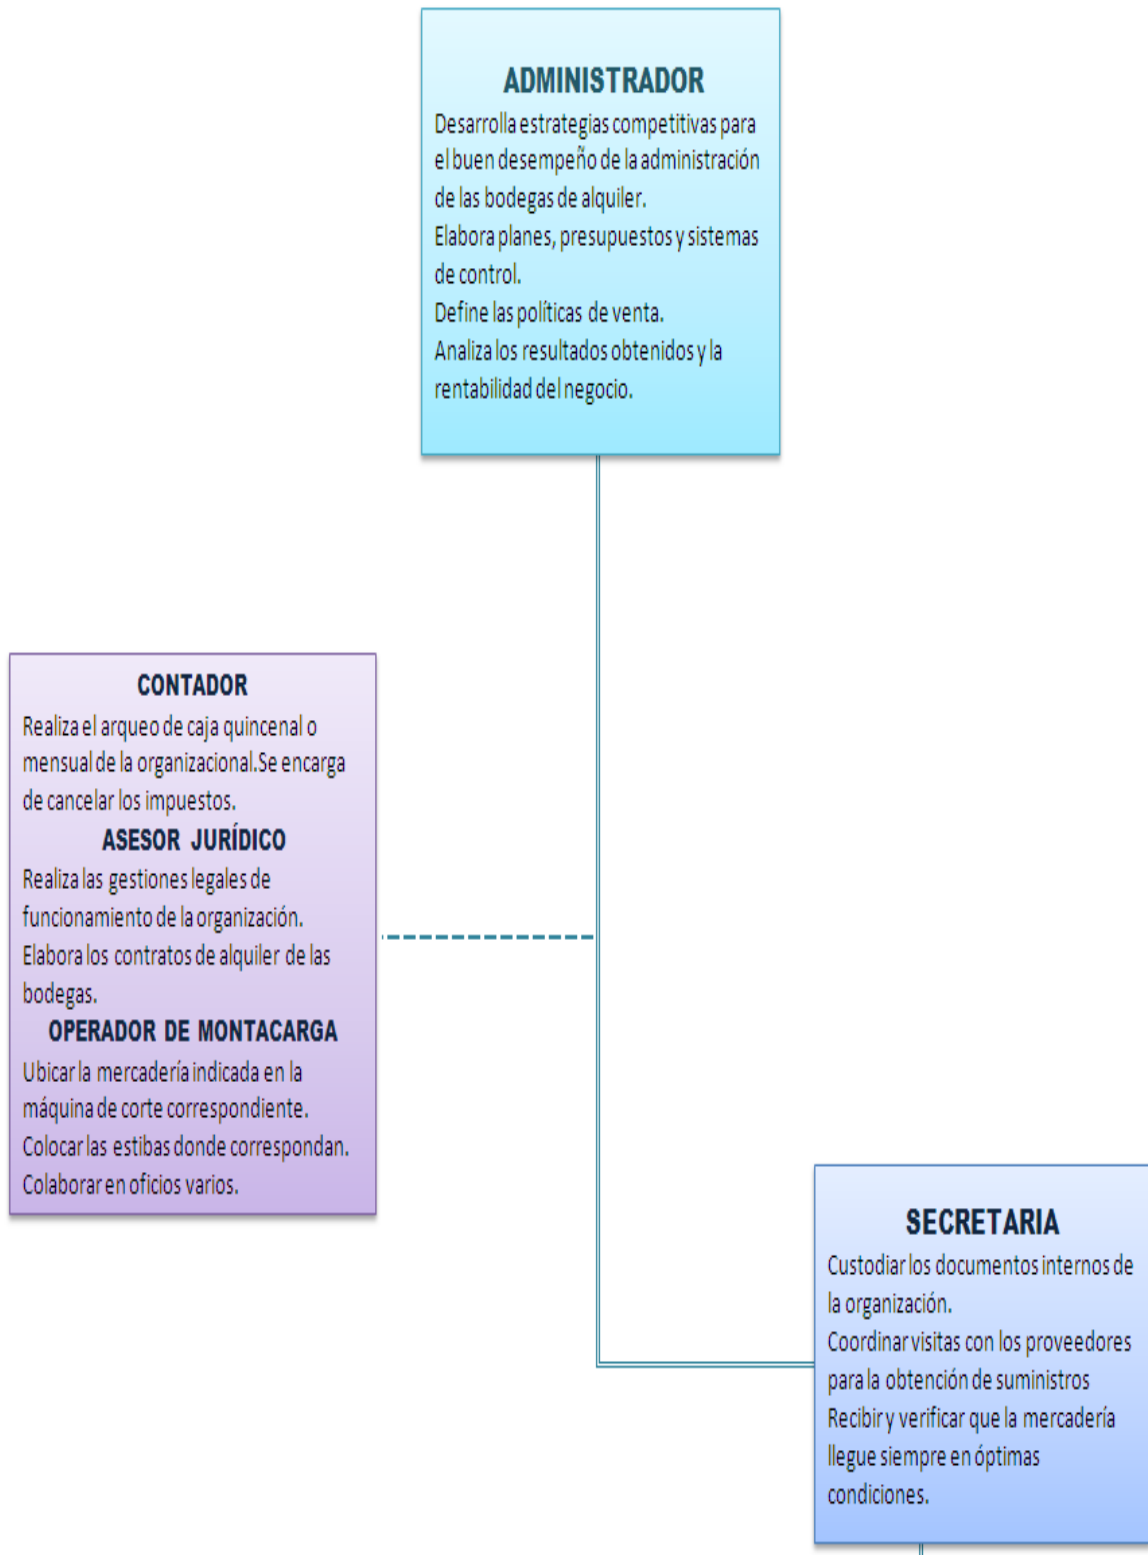 ADMINISTRADOR
Desarrolla estrategias competitivas para
el buen desempeño de la administración
de las bodegas de alquiler.
Elabora planes, presupuestos y sistemas
de control.
Define las políticas de venta.
Analiza los resultados obtenidos y la
rentabilidad del negocio.
CONTADOR
Realiza el arqueo de caja quincenal o
mensual de la organizacional.Se encarga
de cancelar los impuestos.
ASESOR JURÍDICO
Realiza las gestiones legales de
funcionamiento de la organización.
Elabora los contratos de alquiler de las
bodegas.
OPERADOR DE MONTACARGA
Ubicar la mercadería indicada en la
máquina de corte correspondiente.
Colocar las estibas donde correspondan.
Colaborar en oficios varios.
SECRETARIA
Custodiar los documentos internos de
la organización.
Coordinar visitas con los proveedores
para la obtención de suministros
Recibir y verificar que la mercadería
llegue siempre en óptimas
condiciones.